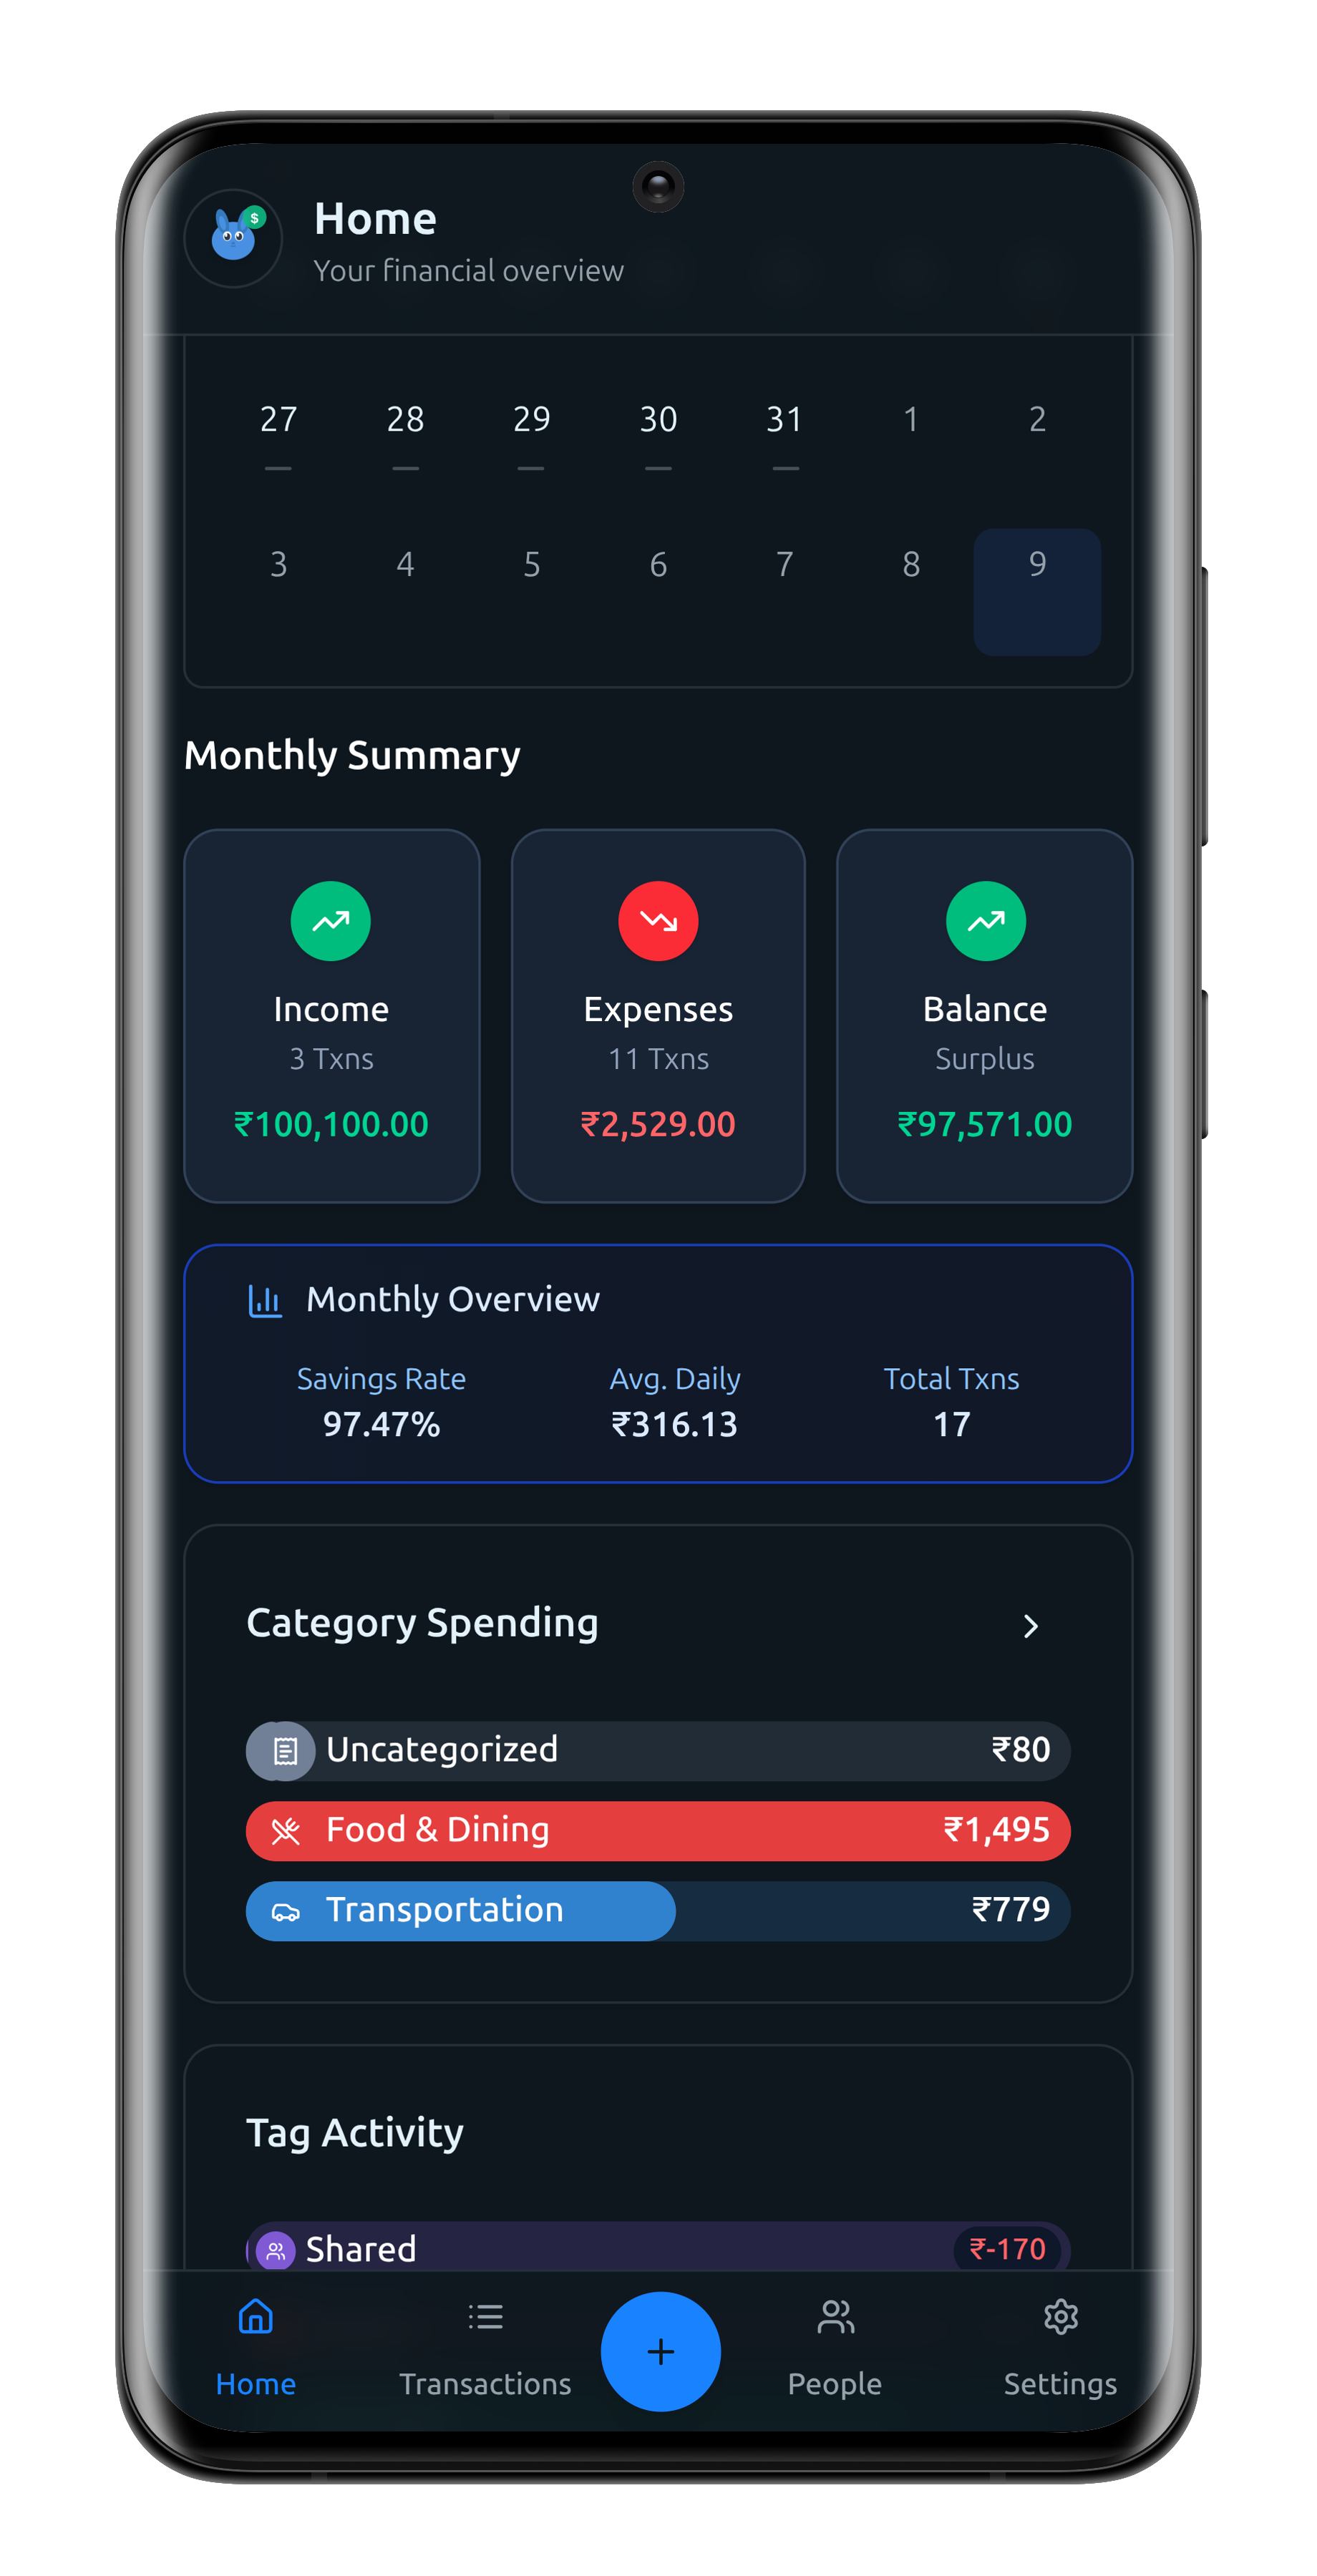 $
Home
Your financial overview
27 28 29 30 31 1 2
3 4 5 6 7 8 9
Monthly Summary
Income Expenses Balance
3 Txns 11 Txns Surplus
₹100,100.00 ₹2,529.00 ₹97,571.00
Monthly Overview
Savings Rate Avg. Daily Total Txns
97.47% ₹316.13 17
Category Spending
Uncategorized ₹80
Food & Dining ₹1,495
Transportation ₹779
Tag Activity
Shared ₹-170
Home Transactions People Settings